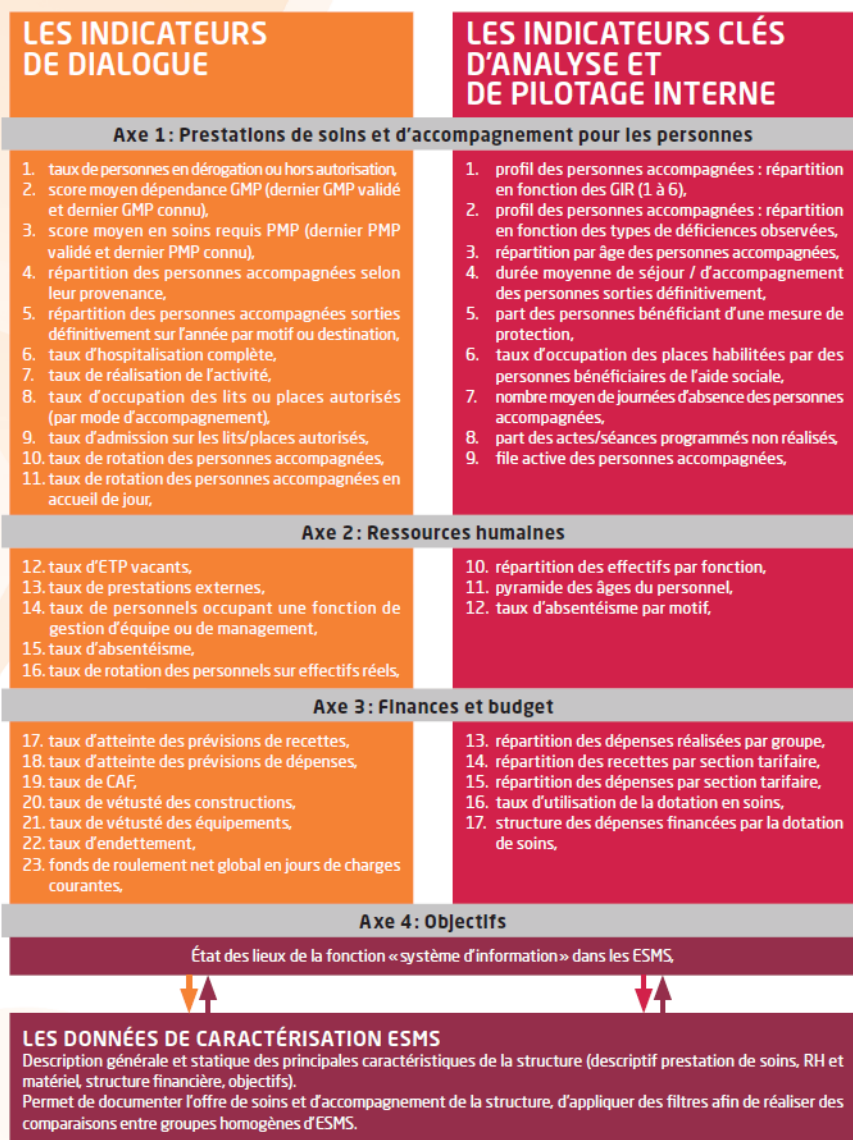 LES INDICATEURS
DE DIALOGUE
LES INDICATEURS CLÉS
D'ANALYSE ET
DE PILOTAGE INTERNE
Axe 1 : Prestations de soins et d'accompagnement pour les personnes
1. taux de personnes en dérogation ou hors autorisation,
2. score moyen dépendance GMP (dernier GMP validé
et dernier GMP connu),
3. score moyen en soins requis PMP (dernier PMP
validé et dernier PMP connu),
4. répartition des personnes accompagnées selon
leur provenance,
5. répartition des personnes accompagnées sorties
définitivement sur l'année par motif ou destination,
6. taux d'hospitalisation complète,
7. taux de réalisation de l'activité,
8. taux d'occupation des lits ou places autorisés
(par mode d'accompagnement),
9. taux d'admission sur les lits/places autorisés,
10. taux de rotation des personnes accompagnées,
11. taux de rotation des personnes accompagnées en
accueil de jour,
1. profil des personnes accompagnées : répartition
en fonction des GIR (1 à 6),
2. profil des personnes accompagnées : répartition
en fonction des types de déficiences observées,
3. répartition par âge des personnes accompagnées,
4. durée moyenne de séjour / d'accompagnement
des personnes sorties définitivement,
5. part des personnes bénéficiant d'une mesure de
protection,
6. taux d'occupation des places habilitées par des
personnes bénéficiaires de l'aide sociale,
7. nombre moyen de journées d'absence des personnes
accompagnées,
8. part des actes/séances programmés non réalisés,
9. file active des personnes accompagnées,
Axe 2 : Ressources humaines
12. taux d'ETP vacants,
13. taux de prestations externes,
14. taux de personnels occupant une fonction de
gestion d'équipe ou de management,
15. taux d'absentéisme,
16. taux de rotation des personnels sur effectifs réels,
10. répartition des effectifs par fonction,
11. pyramide des âges du personnel,
12. taux d'absentéisme par motif,
Axe 3 : Finances et budget
17. taux d'atteinte des prévisions de recettes,
18. taux d'atteinte des prévisions de dépenses,
19. taux de CAF,
20. taux de vétusté des constructions,
21. taux de vétusté des équipements,
22. taux d'endettement,
23. fonds de roulement net global en jours de charges
courantes,
13. répartition des dépenses réalisées par groupe,
14. répartition des recettes par section tarifaire,
15. répartition des dépenses par section tarifaire,
16. taux d'utilisation de la dotation en soins,
17. structure des dépenses financées par la dotation
de soins,
Axe 4 : Objectifs
État des lieux de la fonction « système d'information » dans les ESMS,
LES DONNÉES DE CARACTÉRISATION ESMS
Description générale et statique des principales caractéristiques de la structure (descriptif prestation de soins, RH et
matériel, structure financière, objectifs).
Permet de documenter l'offre de soins et d'accompagnement de la structure, d'appliquer des filtres afin de réaliser des
comparaisons entre groupes homogènes d'ESMS.